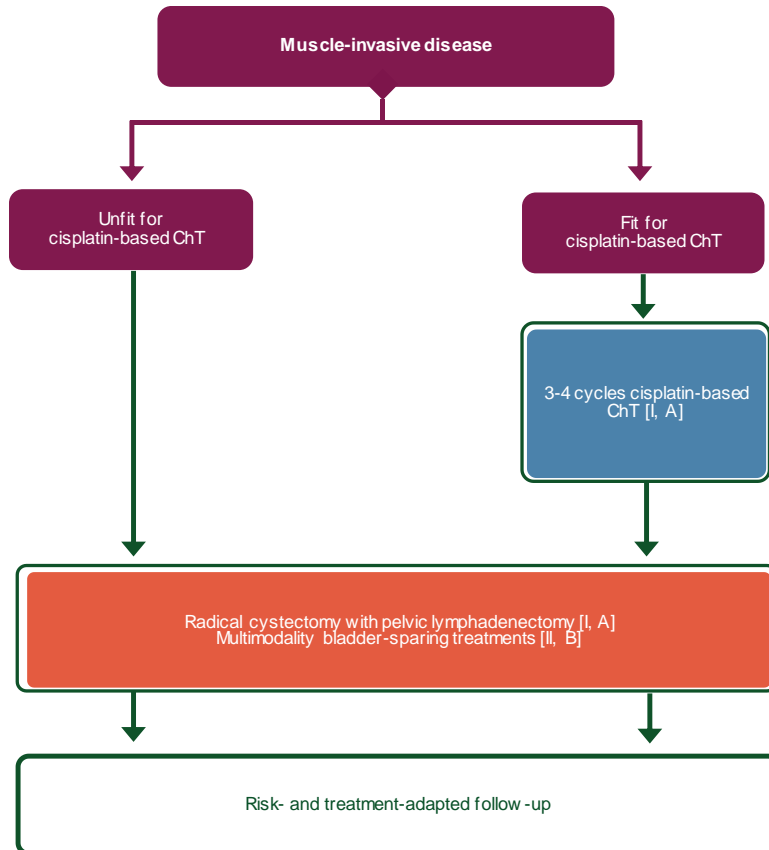 Muscle-invasive disease
Unfit for
cisplatin-based ChT
Fit for
cisplatin-based ChT
3-4 cycles cisplatin-based
ChT [I, A]
Radical cystectomy with pelvic lymphadenectomy [I, A]
Multimodality bladder-sparing treatments [II, B]
Risk- and treatment-adapted follow-up